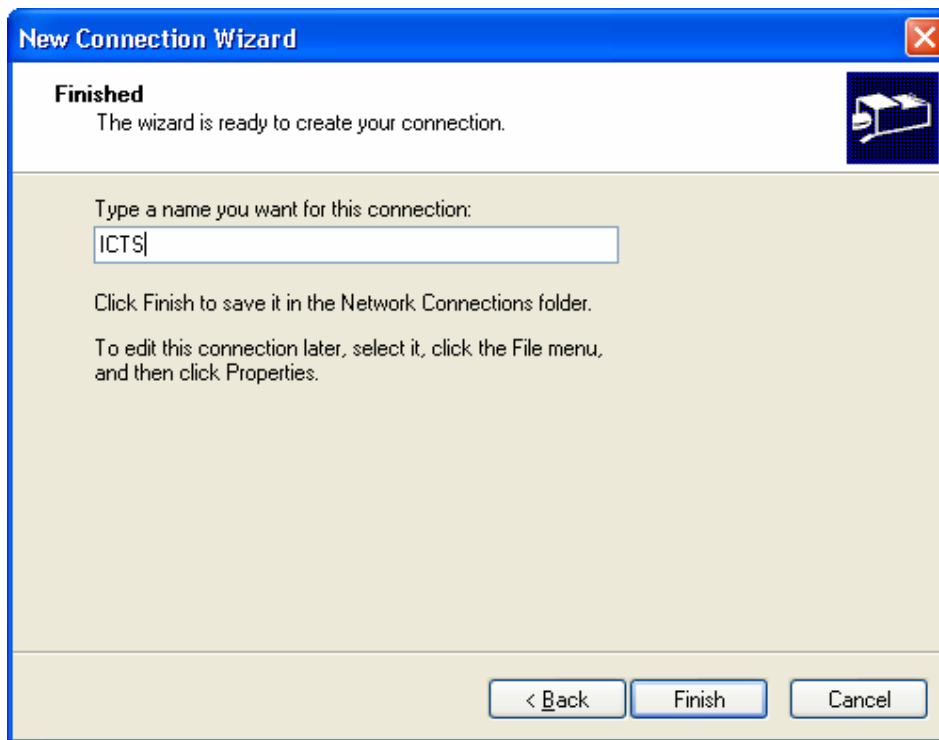 New Connection Wizard
Finished
The wizard is ready to create your connection.
Type a name you want for this connection:
ICTS
Click Finish to save it in the Network Connections folder.
To edit this connection later, select it, click the File menu,
and then click Properties.
< Back
Finish
Cancel